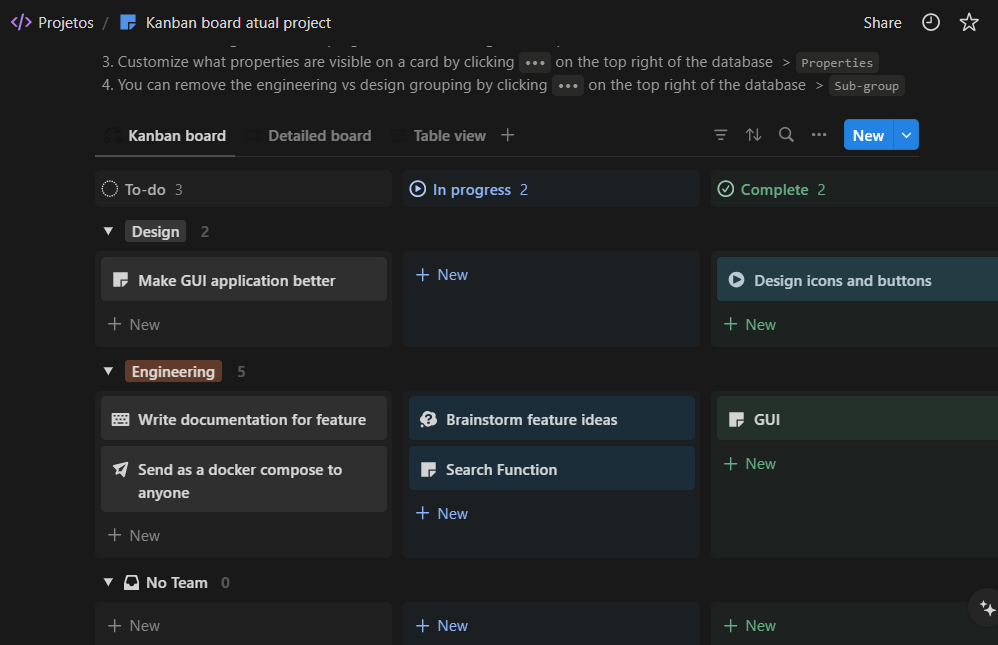 Projetos / Kanban board atual project Share
3. Customize what properties are visible on a card by clicking ••• on the top right of the database > Properties
4. You can remove the engineering vs design grouping by clicking ••• on the top right of the database > Sub-group
Kanban board Detailed board Table view New
To-do 3 In progress 2 Complete 2
Design 2
Make GUI application better
New
New
Design icons and buttons
New
Engineering 5
Write documentation for feature
Send as a docker compose to
anyone
New
Brainstorm feature ideas
Search Function
New
GUI
New
No Team 0
New New New